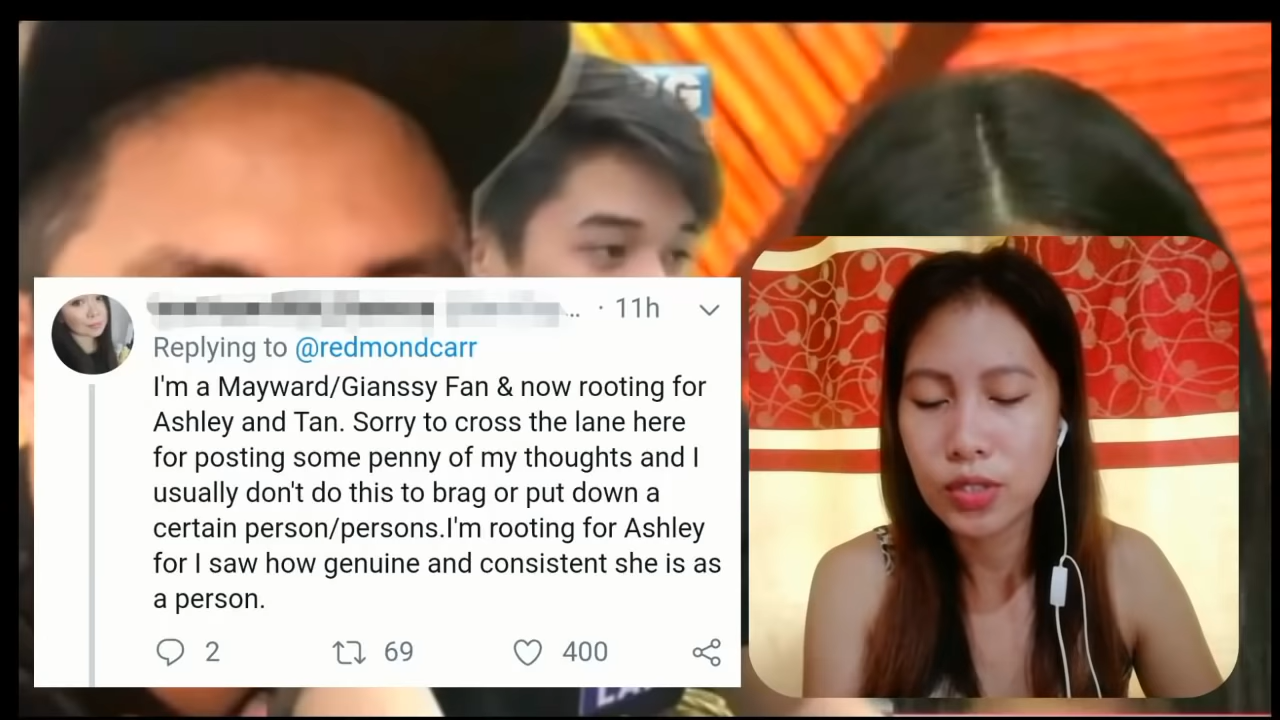 · 11h
Replying to @redmondcarr
I'm a Mayward/Gianssy Fan & now rooting for
Ashley and Tan. Sorry to cross the lane here
for posting some penny of my thoughts and I
usually don't do this to brag or put down a
certain person/persons.I'm rooting for Ashley
for I saw how genuine and consistent she is as
a person.
2 69 400